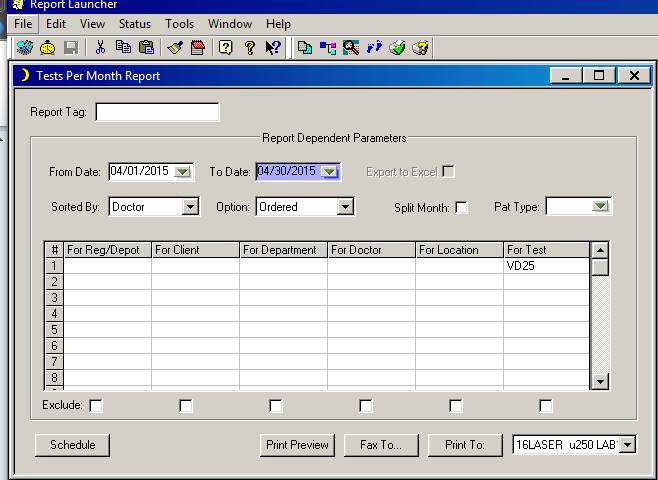 Report Launcher
File Edit View Status Tools Window Help
Tests Per Month Report
Report Tag:
Report Dependent Parameters
From Date: 04/01/2015 To Date: 04/30/2015 Export to Excel
Sorted By: Doctor Option: Ordered Split Month: Pat Type:
# For Reg/Depot For Client For Department For Doctor For Location For Test
1 VD25
2
3
4
5
6
7
8
Exclude:
Schedule Print Preview Fax To... Print To: 16LASER u250 LAB